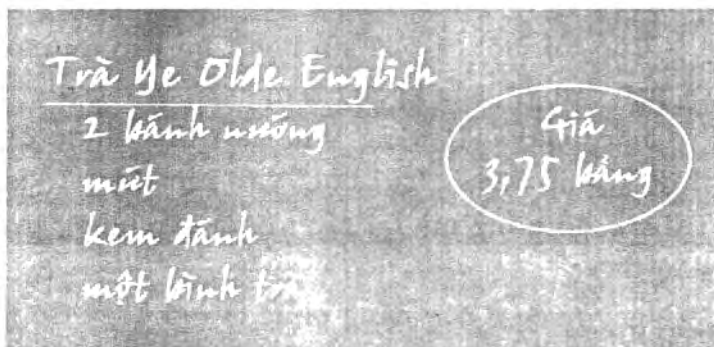 Trà Ye Olde English
2 bánh nướng
mứt
kem đánh
một bình trà
Giá
3,75 bảng